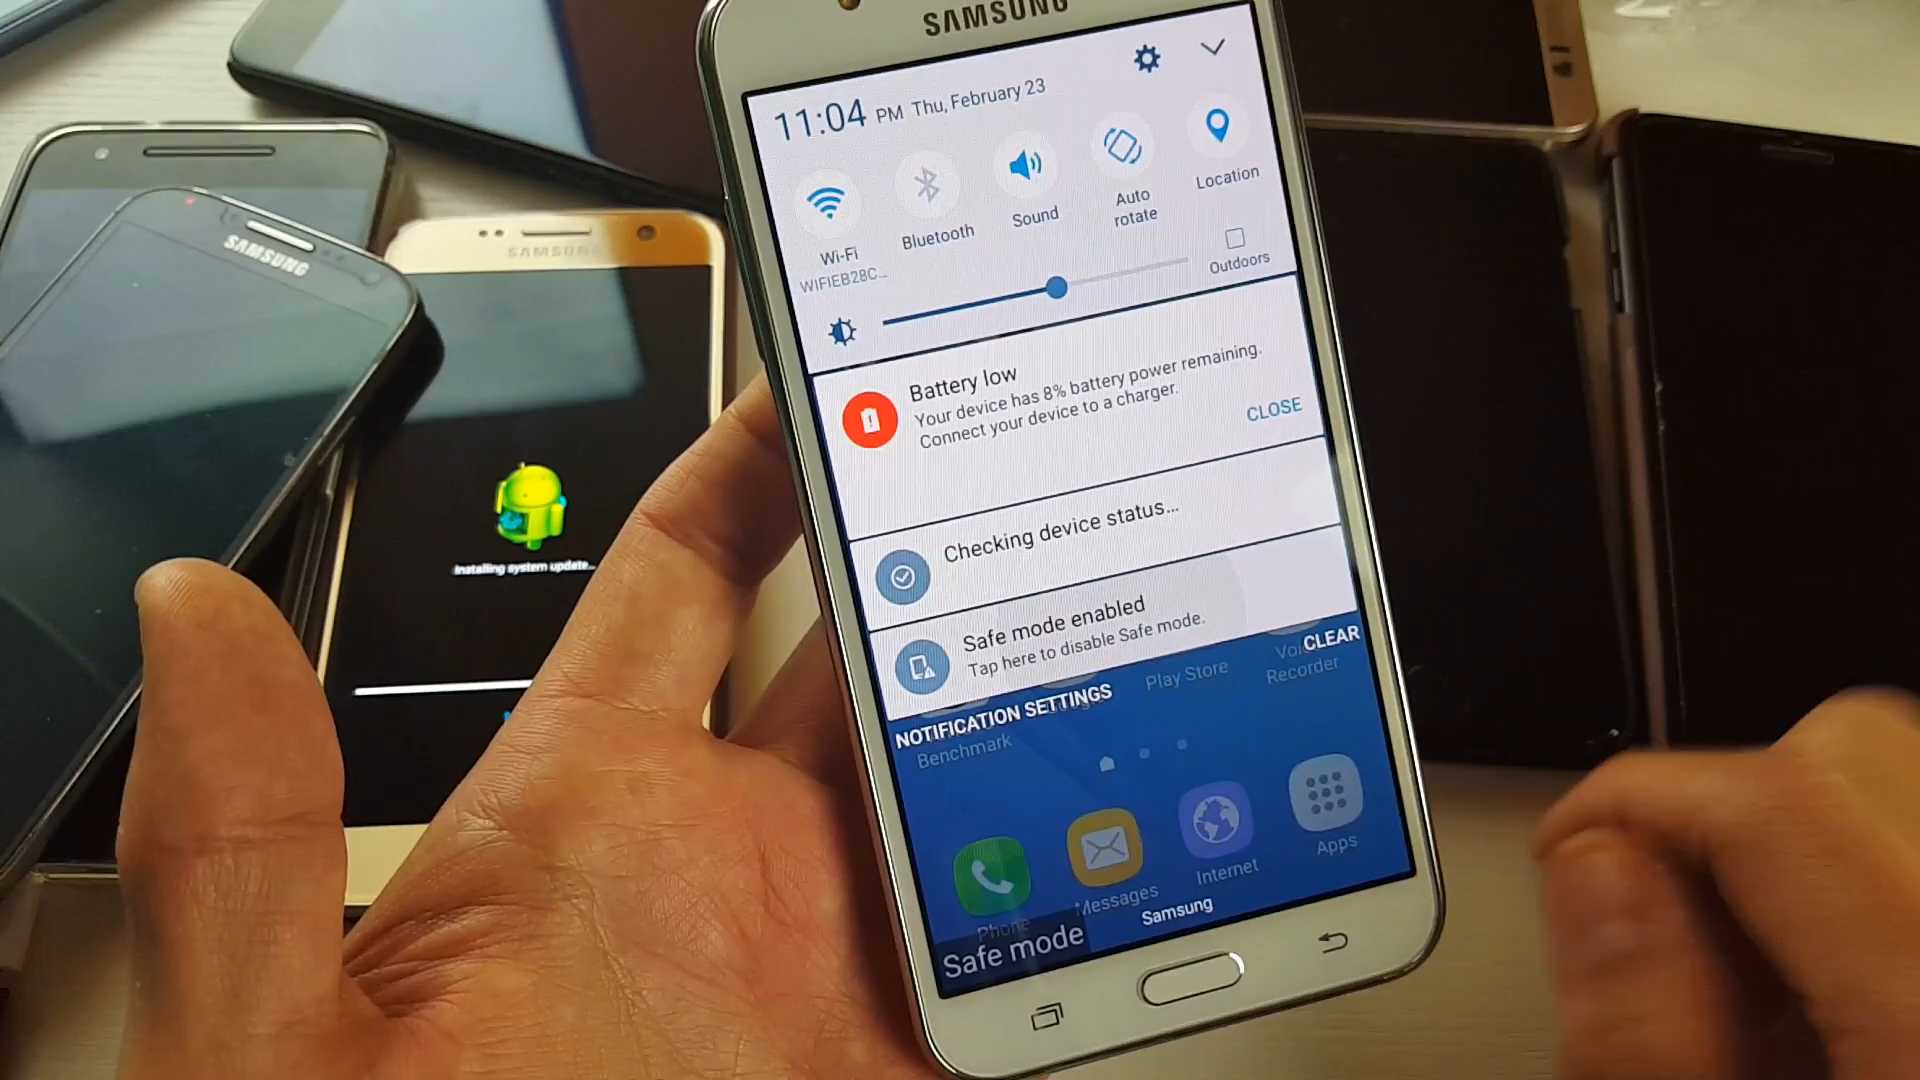 SAMSUNG
11:04 PM Thu, February 23
Wi-Fi
WIFIEB28C...
Bluetooth
Sound
Auto
rotate
Location
Outdoors
Battery low
Your device has 8% battery power remaining.
Connect your device to a charger.
CLOSE
Checking device status...
Safe mode enabled
Tap here to disable Safe mode.
CLEAR
NOTIFICATION SETTINGS
Benchmark
Play Store
Recorder
Phone
Messages
Internet
Apps
Samsung
Safe mode
SAMSUNG
SAMSUNG
Installing system update...